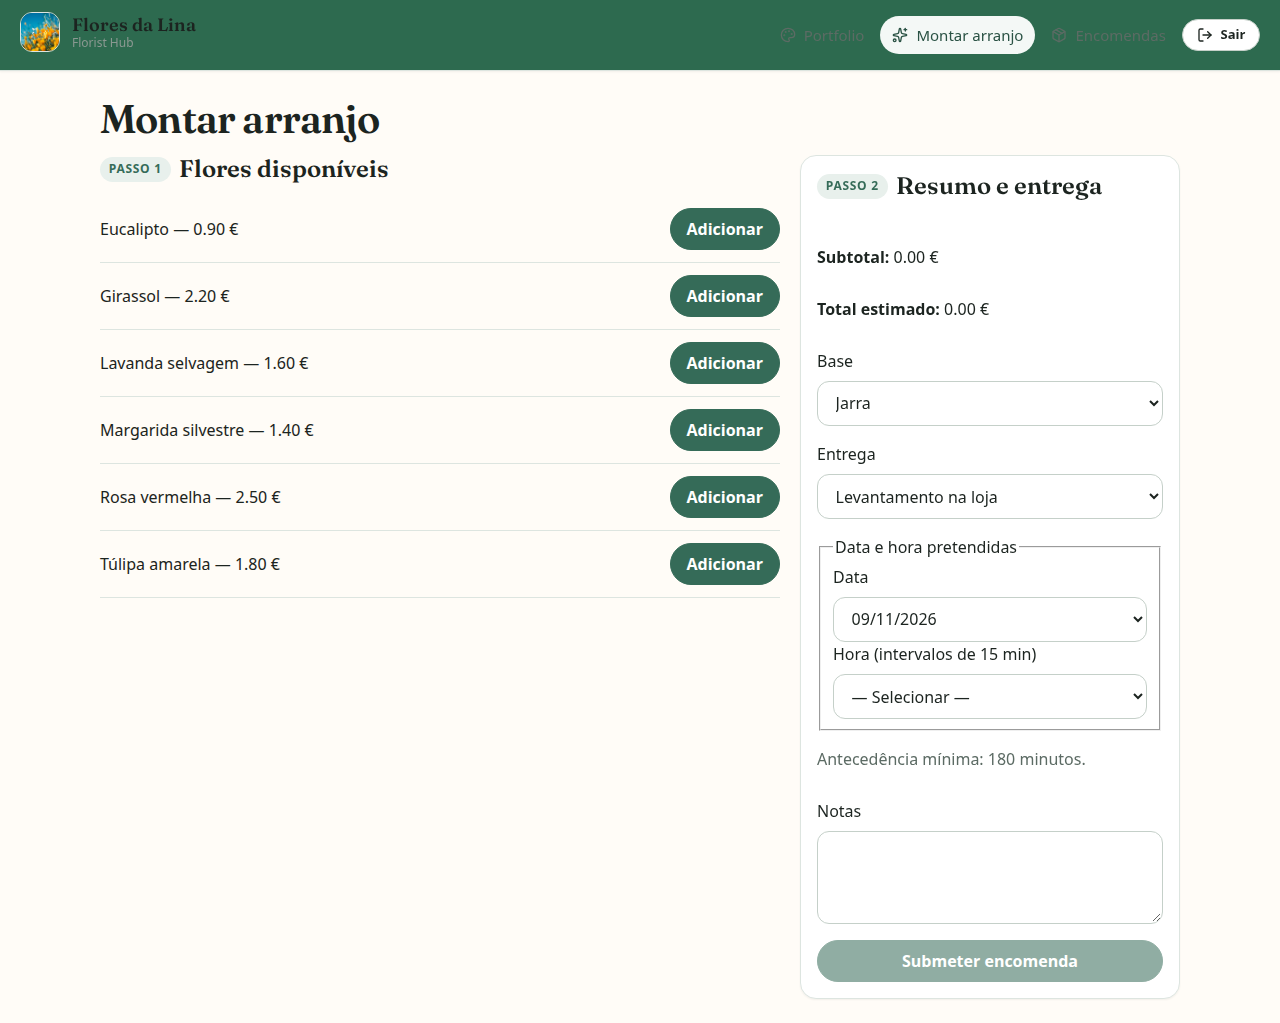 Flores da Lina
Florist Hub
Portfolio
Montar arranjo
Encomendas
Sair
Montar arranjo
PASSO 1 Flores disponíveis
Eucalipto — 0.90 € Adicionar
Girassol — 2.20 € Adicionar
Lavanda selvagem — 1.60 € Adicionar
Margarida silvestre — 1.40 € Adicionar
Rosa vermelha — 2.50 € Adicionar
Túlipa amarela — 1.80 € Adicionar
PASSO 2 Resumo e entrega
Subtotal: 0.00 €
Total estimado: 0.00 €
Base
Jarra
Entrega
Levantamento na loja
Data e hora pretendidas
Data
09/11/2026
Hora (intervalos de 15 min)
— Selecionar —
Antecedência mínima: 180 minutos.
Notas
Submeter encomenda